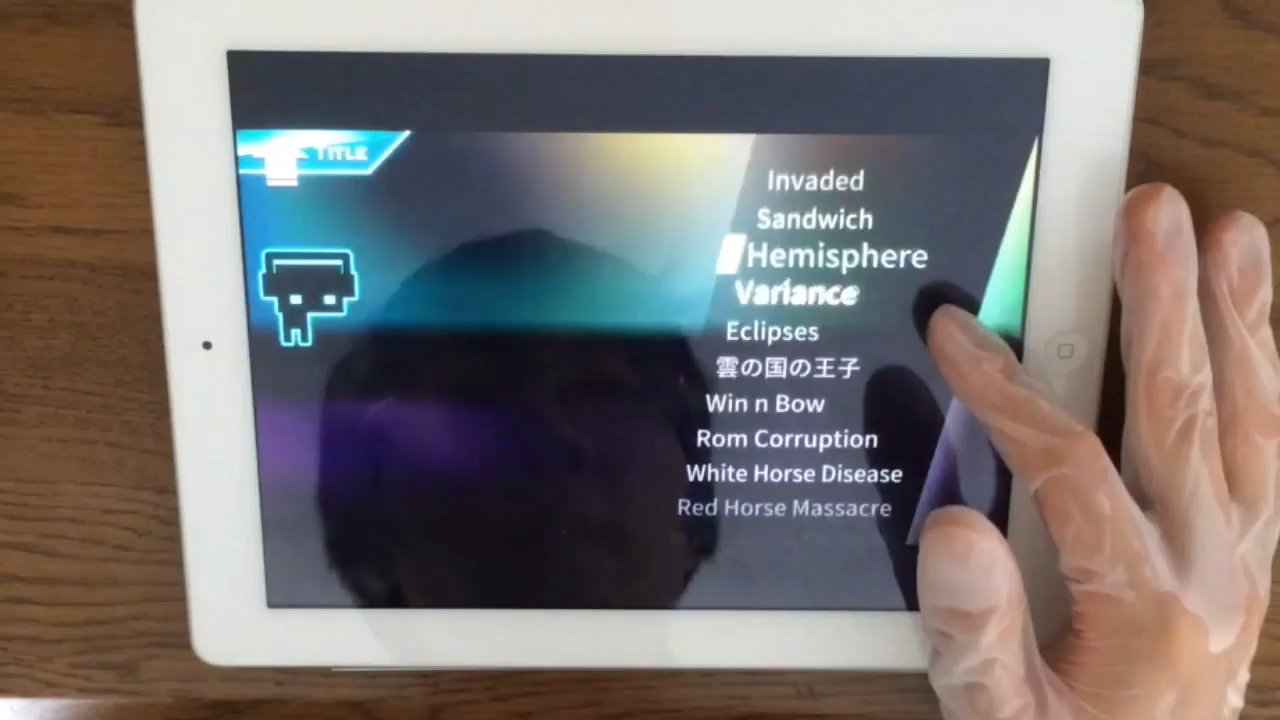 TITLE
Invaded
Sandwich
Hemisphere
Variance
Eclipses
雲の国の王子
Win n Bow
Rom Corruption
White Horse Disease
Red Horse Massacre